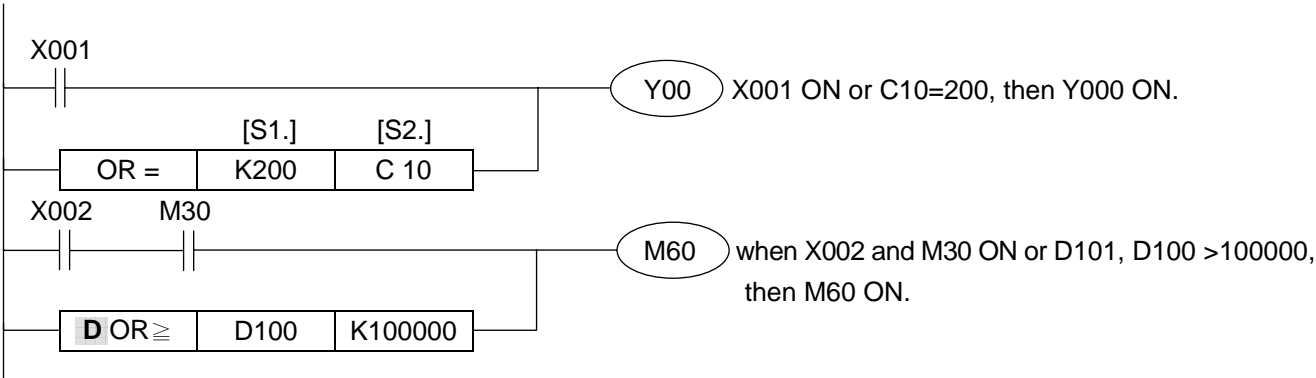 X001
Y00 X001 ON or C10=200, then Y000 ON.
[S1.] [S2.]
OR = K200 C 10
X002 M30
M60 when X002 and M30 ON or D101, D100 >100000,
then M60 ON.
D OR≧ D100 K100000